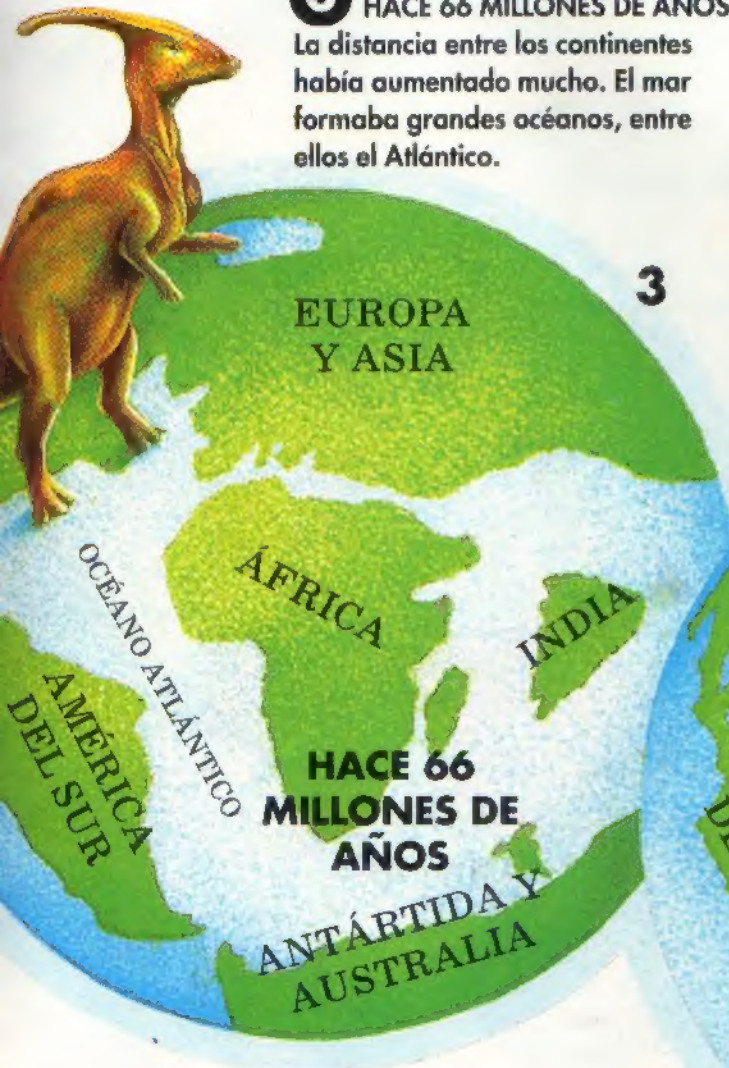 HACE 66 MILLONES DE AÑOS
La distancia entre los continentes
había aumentado mucho. El mar
formaba grandes océanos, entre
ellos el Atlántico.
3
EUROPA
Y ASIA
ÁFRICA
INDIA
OCÉANO ATLÁNTICO
AMÉRICA
DEL SUR
HACE 66
MILLONES DE
AÑOS
ANTÁRTIDA Y
AUSTRALIA